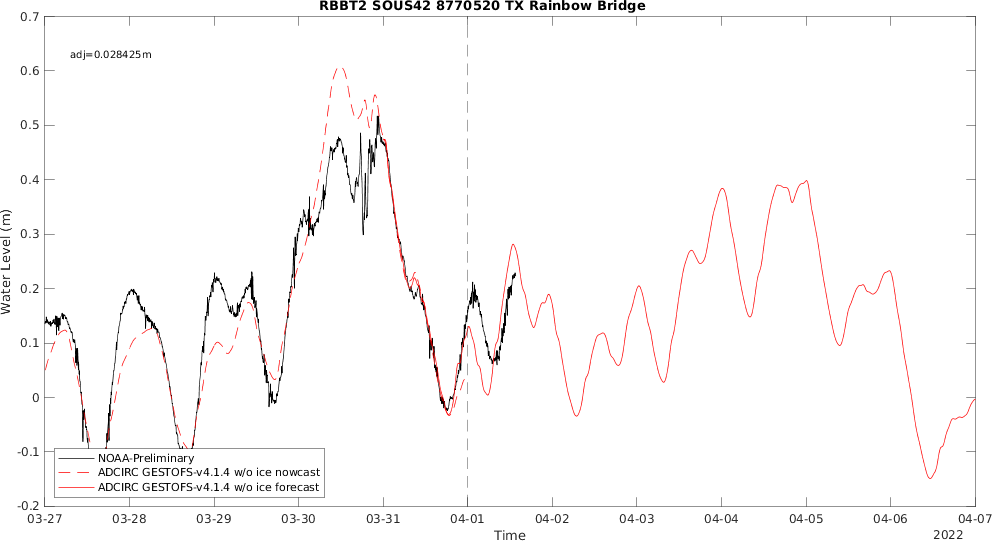 RBBT2 SOUS42 8770520 TX Rainbow Bridge
adj=0.028425m
Water Level (m)
0.7
0.6
0.5
0.4
0.3
0.2
0.1
0
-0.1
-0.2
NOAA-Preliminary
ADCIRC GESTOFS-v4.1.4 w/o ice nowcast
ADCIRC GESTOFS-v4.1.4 w/o ice forecast
03-27 03-28 03-29 03-30 03-31 04-01 04-02 04-03 04-04 04-05 04-06 04-07
Time
2022